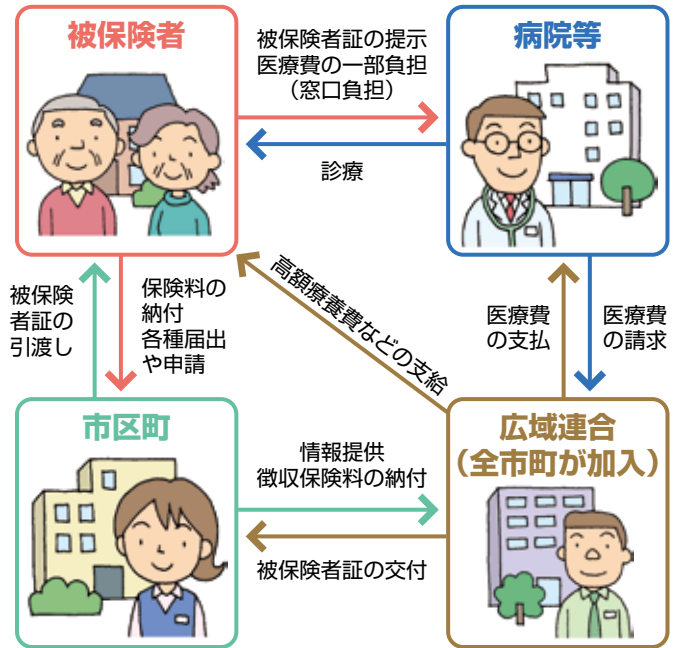 被保険者
被保険者証の提示
医療費の一部負担
（窓口負担）
病院等
診療
被保険
者証の
引渡し
保険料の
納付
各種届出
や申請
高額療養費などの支給
医療費
の支払
医療費
の請求
市区町
情報提供
徴収保険料の納付
被保険者証の交付
広域連合
（全市町が加入）